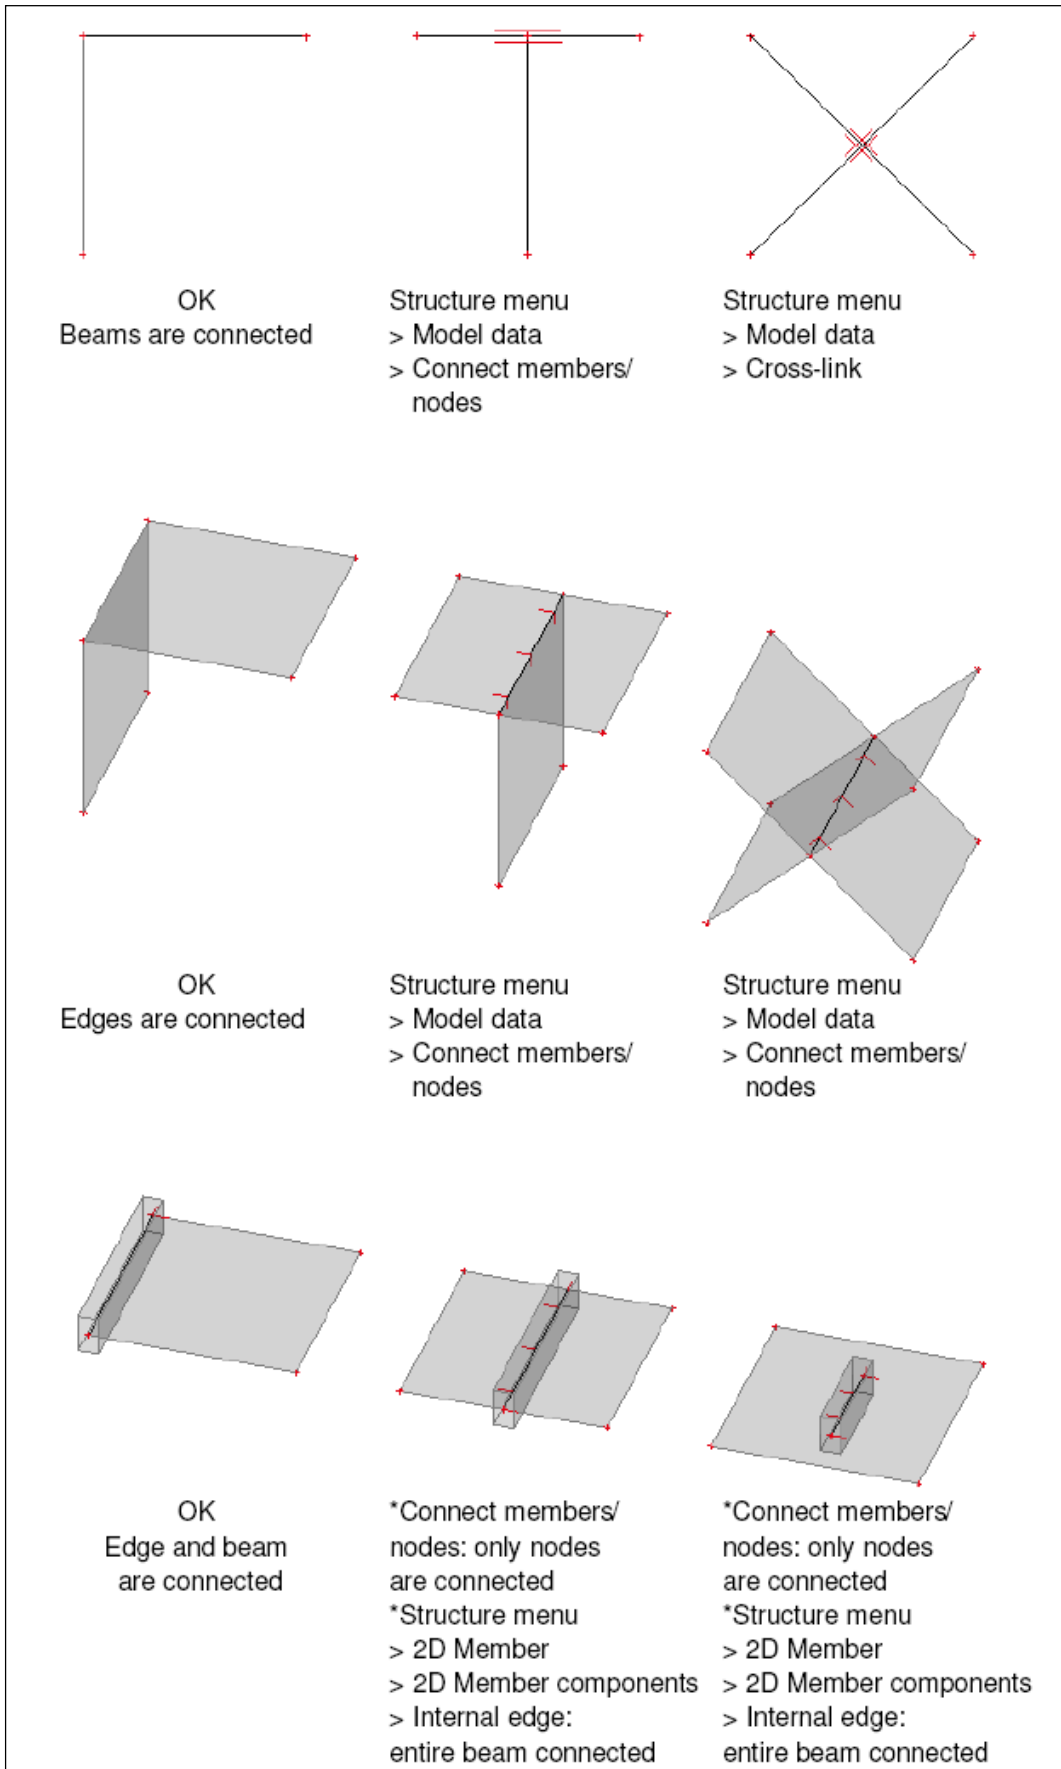 OK
Beams are connected
Structure menu
> Model data
> Connect members/
nodes
Structure menu
> Model data
> Cross-link
OK
Edges are connected
Structure menu
> Model data
> Connect members/
nodes
Structure menu
> Model data
> Connect members/
nodes
OK
Edge and beam
are connected
*Connect members/
nodes: only nodes
are connected
*Structure menu
> 2D Member
> 2D Member components
> Internal edge:
entire beam connected
*Connect members/
nodes: only nodes
are connected
*Structure menu
> 2D Member
> 2D Member components
> Internal edge:
entire beam connected